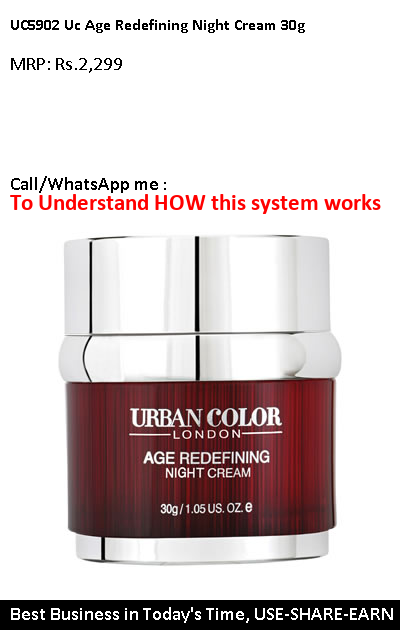 UC5902 Uc Age Redefining Night Cream 30g
MRP: Rs.2,299
Call/WhatsApp me :
To Understand HOW this system works
URBAN COLOR
LONDON
AGE REDEFINING
NIGHT CREAM
30g / 1.05 US. OZ. e
Best Business in Today's Time, USE-SHARE-EARN